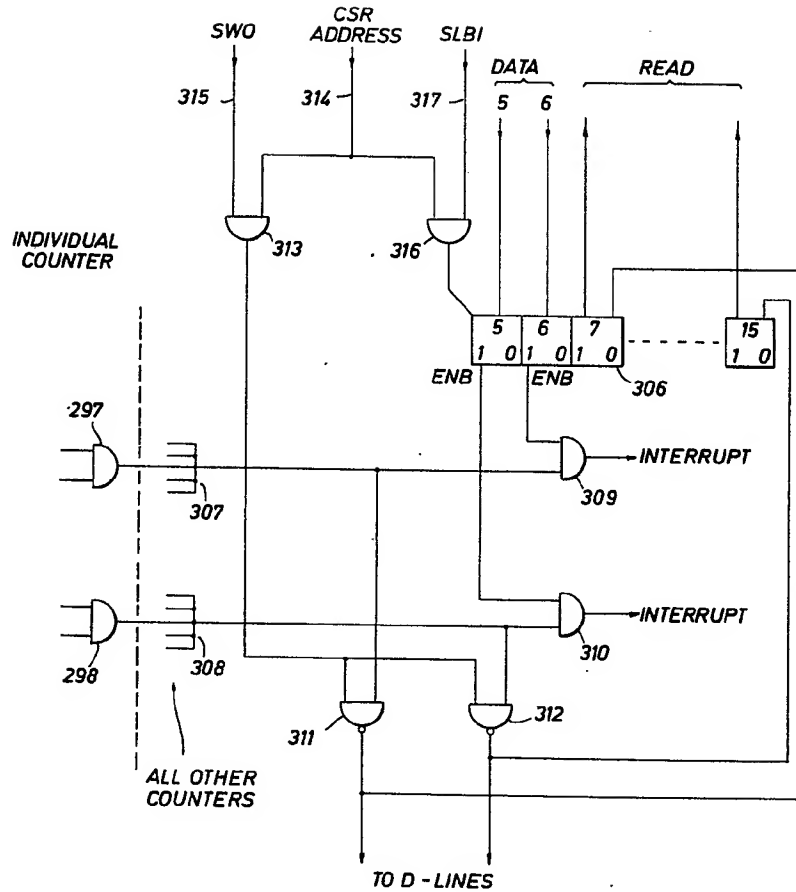 SWO
CSR
ADDRESS
SLBI
DATA
READ
5 6
315
314
317
313
316
INDIVIDUAL
COUNTER
5 6 7 15
1 0 1 0 1 0 1 0
ENB ENB
306
297
INTERRUPT
307
309
INTERRUPT
298
308
310
311
312
ALL OTHER
COUNTERS
TO D - LINES